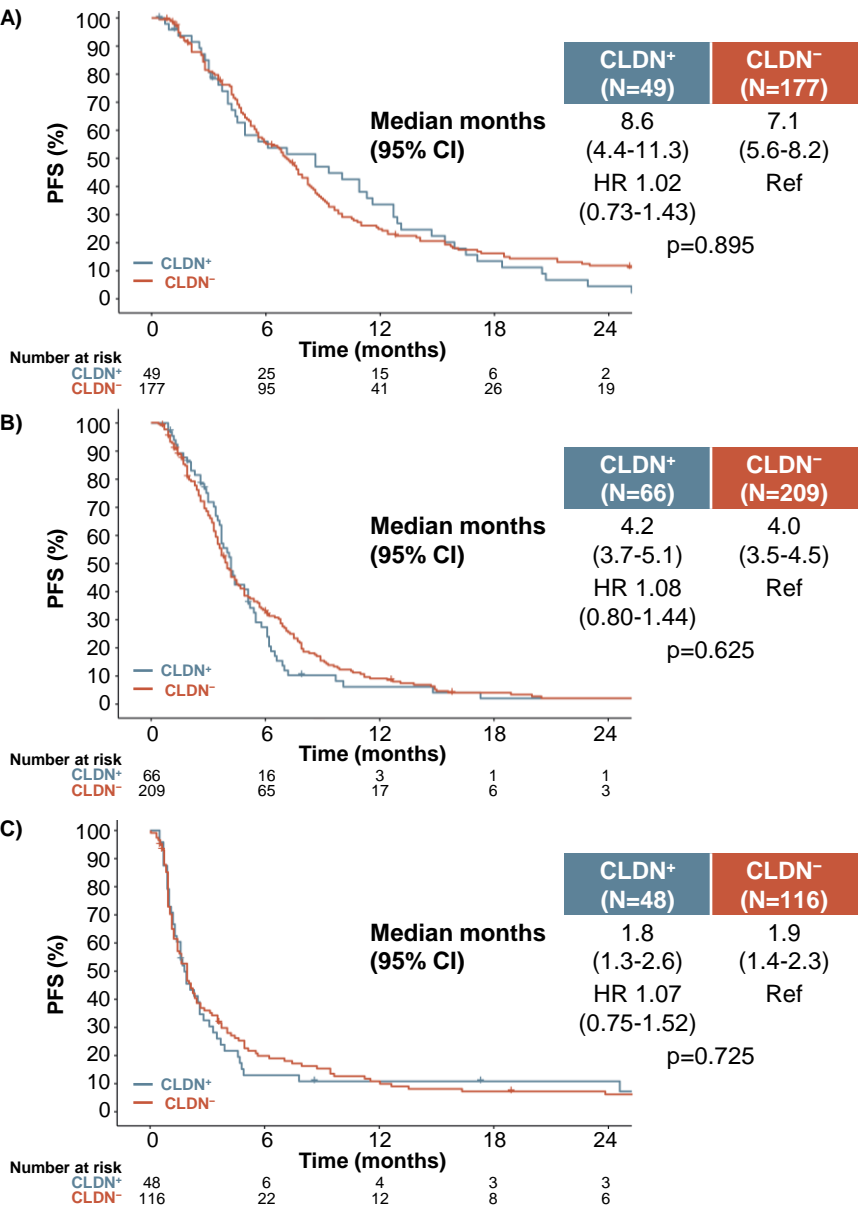 A)
PFS (%)
100
90
80
70
60
50
40
30
20
10
0
CLDN⁺
CLDN⁻
0 6 12 18 24
Time (months)
CLDN⁺ CLDN⁻
(N=49) (N=177)
Median months 8.6 7.1
(95% CI) (4.4-11.3) (5.6-8.2)
HR 1.02 Ref
(0.73-1.43)
p=0.895
Number at risk
CLDN⁺ 49 25 15 6 2
CLDN⁻ 177 95 41 26 19
B)
PFS (%)
100
90
80
70
60
50
40
30
20
10
0
CLDN⁺
CLDN⁻
0 6 12 18 24
Time (months)
CLDN⁺ CLDN⁻
(N=66) (N=209)
Median months 4.2 4.0
(95% CI) (3.7-5.1) (3.5-4.5)
HR 1.08 Ref
(0.80-1.44)
p=0.625
Number at risk
CLDN⁺ 66 16 3 1 1
CLDN⁻ 209 65 17 6 3
C)
PFS (%)
100
90
80
70
60
50
40
30
20
10
0
CLDN⁺
CLDN⁻
0 6 12 18 24
Time (months)
CLDN⁺ CLDN⁻
(N=48) (N=116)
Median months 1.8 1.9
(95% CI) (1.3-2.6) (1.4-2.3)
HR 1.07 Ref
(0.75-1.52)
p=0.725
Number at risk
CLDN⁺ 48 6 4 3 3
CLDN⁻ 116 22 12 8 6